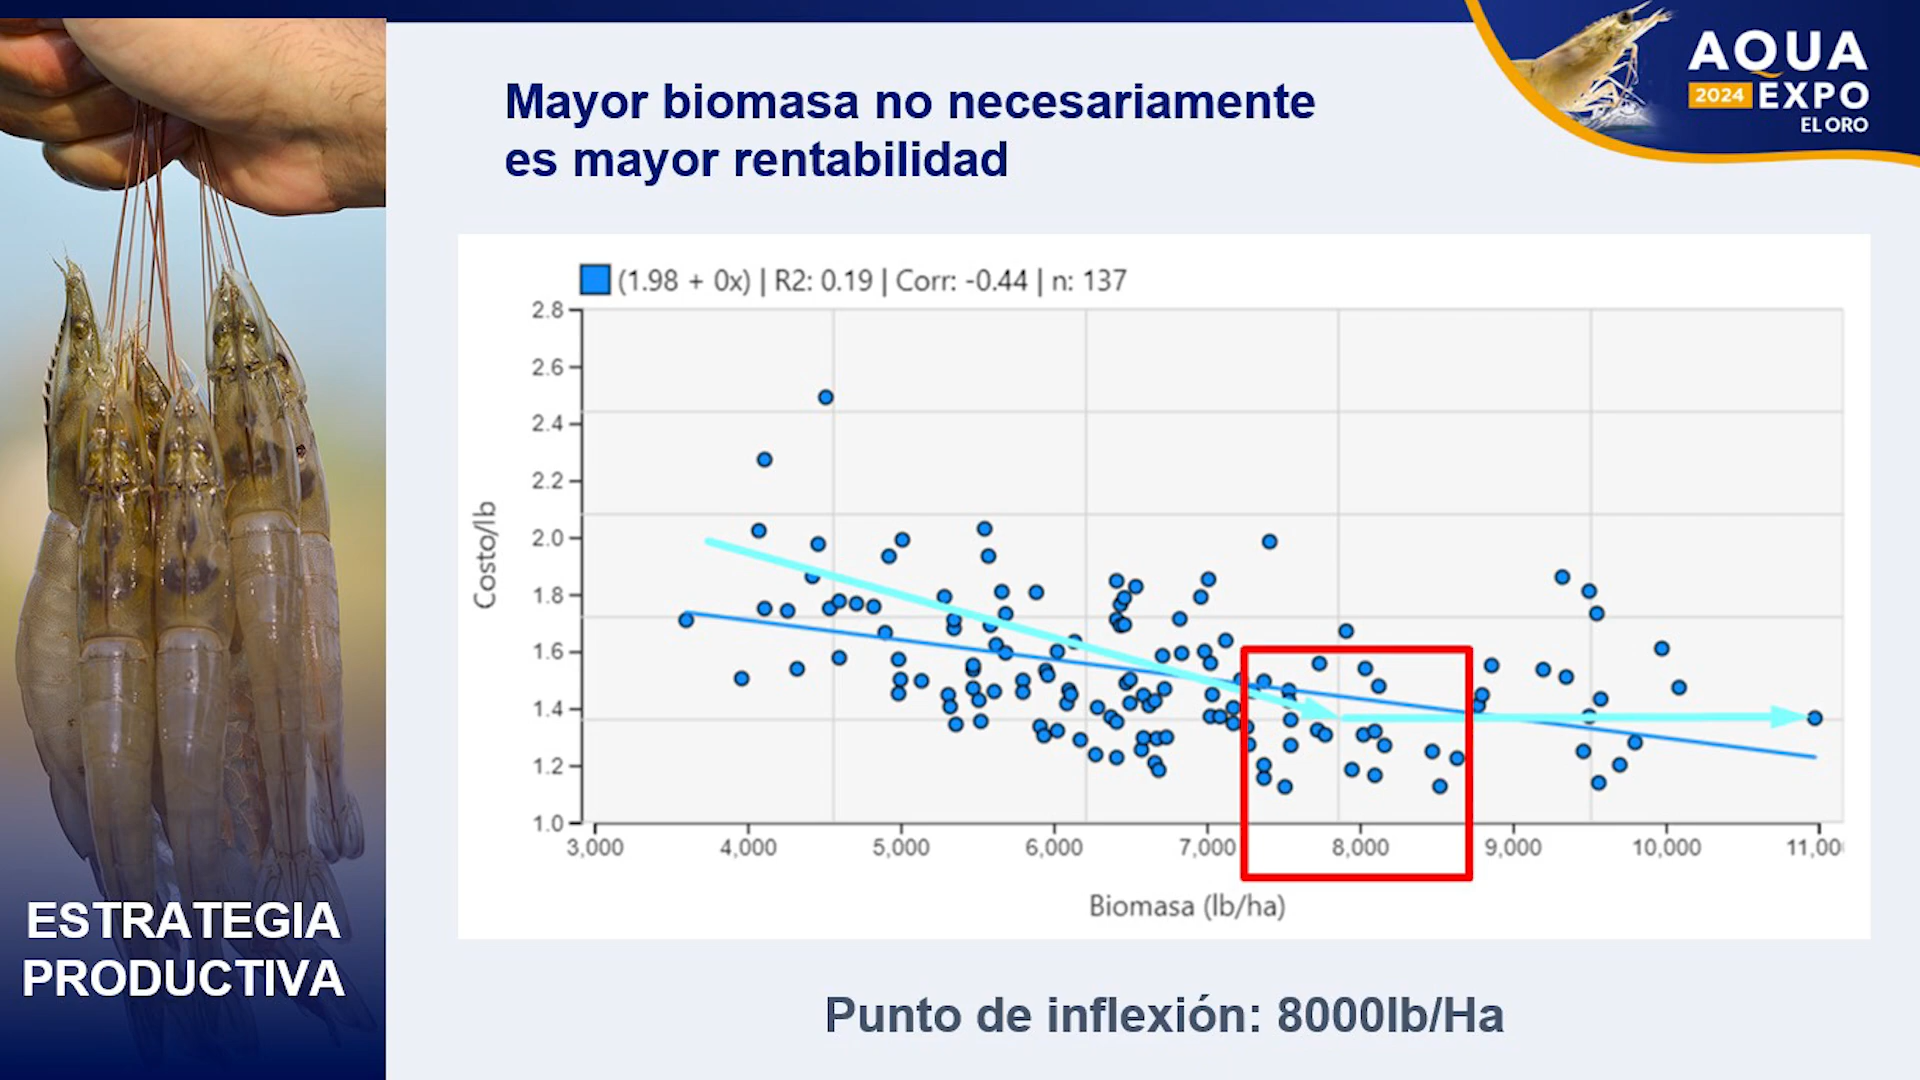 AQUA
2024 EXPO
EL ORO
Mayor biomasa no necesariamente
es mayor rentabilidad
(1.98 + 0x) | R2: 0.19 | Corr: -0.44 | n: 137
2.8
2.6
2.4
2.2
2.0
1.8
1.6
1.4
1.2
1.0
Costo/lb
3,000 4,000 5,000 6,000 7,000 8,000 9,000 10,000 11,00
Biomasa (lb/ha)
ESTRATEGIA
PRODUCTIVA
Punto de inflexión: 8000lb/Ha